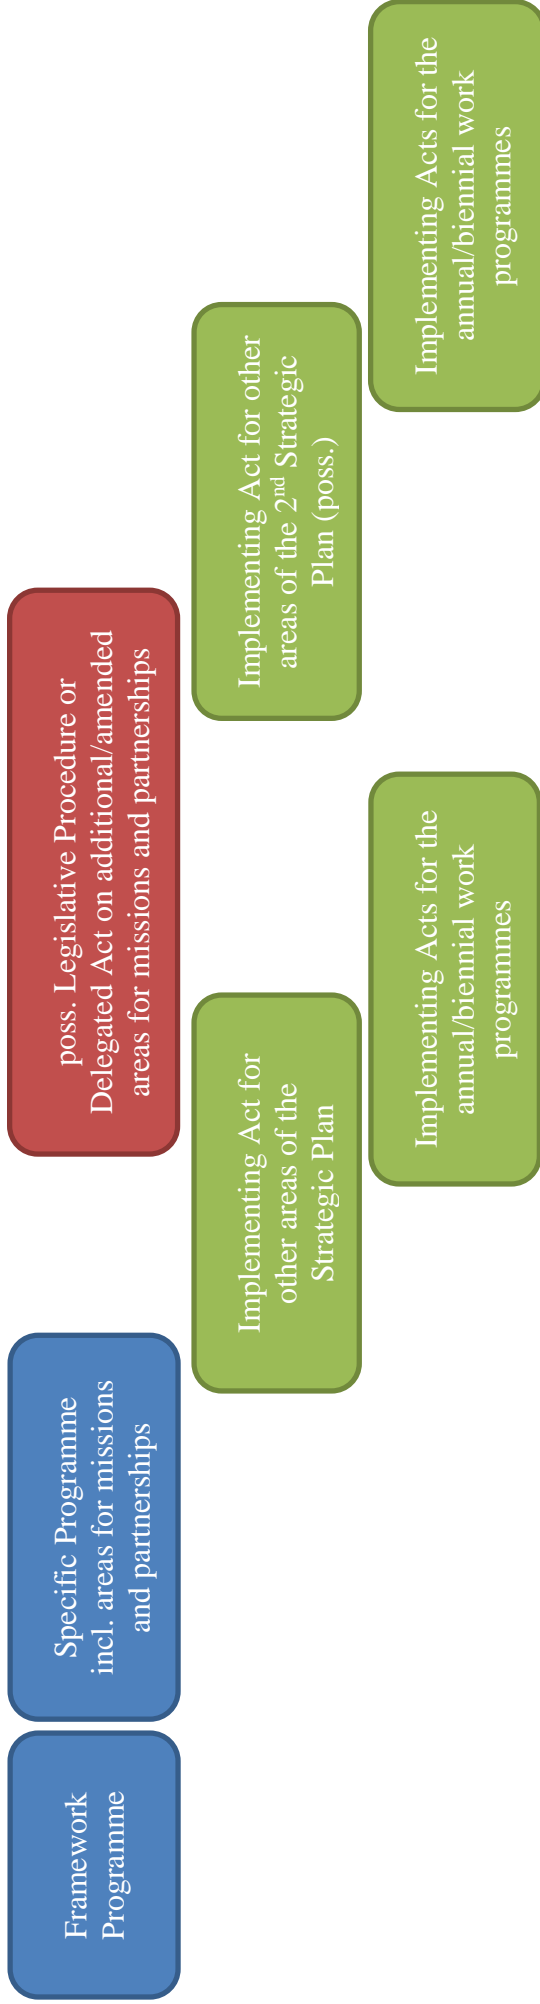 Framework
Programme
Specific Programme
incl. areas for missions
and partnerships
poss. Legislative Procedure or
Delegated Act on additional/amended
areas for missions and partnerships
Implementing Act for
other areas of the
Strategic Plan
Implementing Act for other
areas of the 2nd Strategic
Plan (poss.)
Implementing Acts for the
annual/biennial work
programmes
Implementing Acts for the
annual/biennial work
programmes